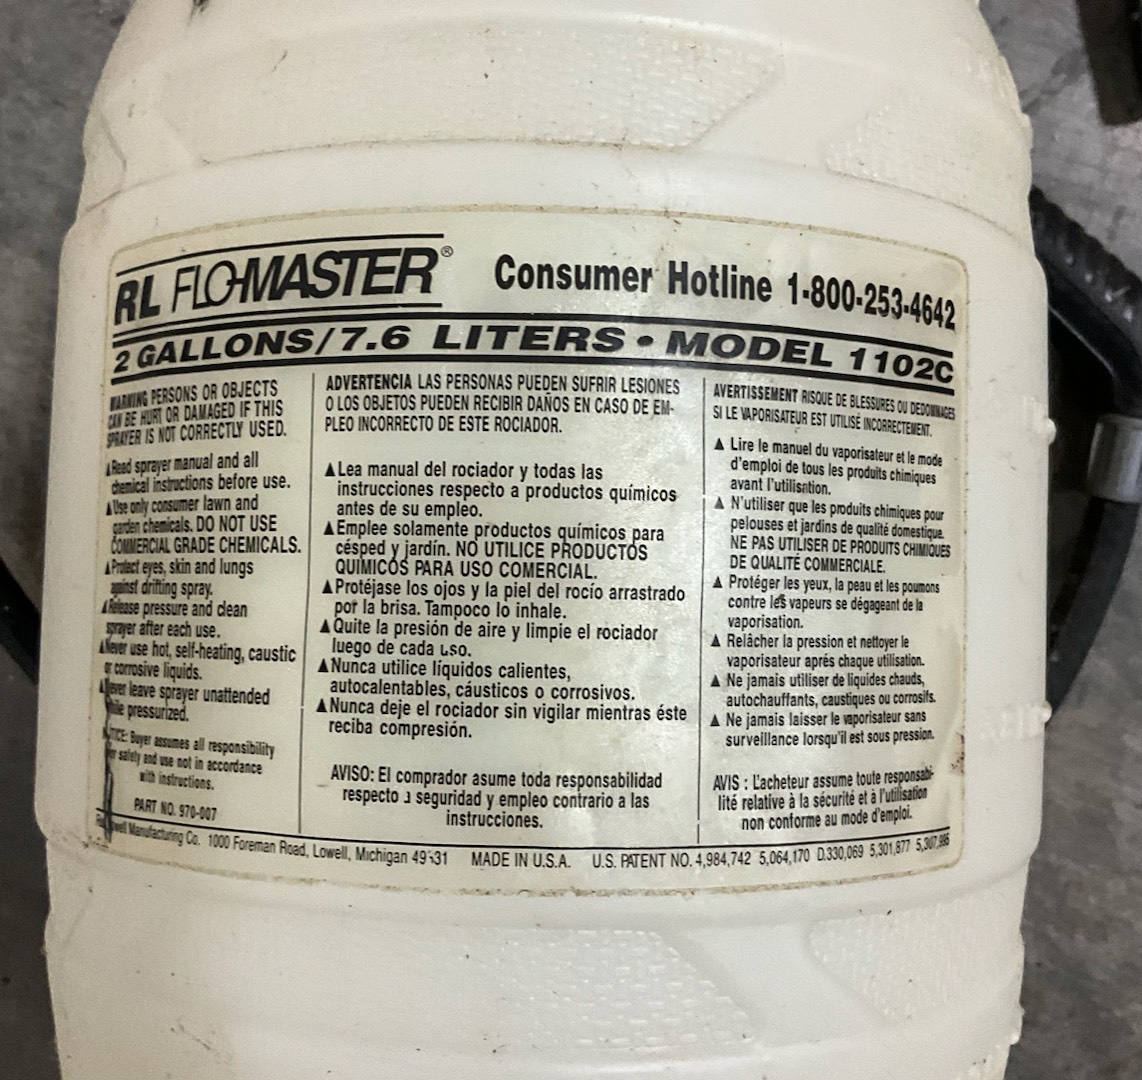 RL FLO-MASTER®
Consumer Hotline 1-800-253-4642
2 GALLONS/7.6 LITERS • MODEL 1102C
WARNING PERSONS OR OBJECTS
CAN BE HURT OR DAMAGED IF THIS
SPRAYER IS NOT CORRECTLY USED.
▲Read sprayer manual and all
chemical instructions before use.
▲Use only consumer lawn and
garden chemicals. DO NOT USE
COMMERCIAL GRADE CHEMICALS.
▲Protect eyes, skin and lungs
against drifting spray.
▲Release pressure and clean
sprayer after each use.
▲Never use hot, self-heating, caustic
or corrosive liquids.
▲Never leave sprayer unattended
while pressurized.
NOTICE: Buyer assumes all responsibility
for safety and use not in accordance
with instructions.
PART NO. 970-007
ADVERTENCIA LAS PERSONAS PUEDEN SUFRIR LESIONES
O LOS OBJETOS PUEDEN RECIBIR DAÑOS EN CASO DE EM-
PLEO INCORRECTO DE ESTE ROCIADOR.
▲Lea manual del rociador y todas las
instrucciones respecto a productos químicos
antes de su empleo.
▲Emplee solamente productos químicos para
césped y jardín. NO UTILICE PRODUCTOS
QUÍMICOS PARA USO COMERCIAL.
▲Protéjase los ojos y la piel del rocío arrastrado
por la brisa. Tampoco lo inhale.
▲Quite la presión de aire y limpie el rociador
luego de cada uso.
▲Nunca utilice líquidos calientes,
autocalentables, cáusticos o corrosivos.
▲Nunca deje el rociador sin vigilar mientras éste
reciba compresión.
AVISO: El comprador asume toda responsabilidad
respecto a seguridad y empleo contrario a las
instrucciones.
AVERTISSEMENT RISQUE DE BLESSURES OU DEDOMMAGES
SI LE VAPORISATEUR EST UTILISÉ INCORRECTEMENT.
▲ Lire le manuel du vaporisateur et le mode
d'emploi de tous les produits chimiques
avant l'utilisation.
▲ N'utiliser que les produits chimiques pour
pelouses et jardins de qualité domestique.
NE PAS UTILISER DE PRODUITS CHIMIQUES
DE QUALITÉ COMMERCIALE.
▲ Protéger les yeux, la peau et les poumons
contre les vapeurs se dégageant de la
vaporisation.
▲ Relâcher la pression et nettoyer le
vaporisateur aprés chaque utilisation.
▲ Ne jamais utiliser de liquides chauds,
autochauffants, caustiques ou corrosifs.
▲ Ne jamais laisser le vaporisateur sans
surveillance lorsqu'il est sous pression.
AVIS : L'acheteur assume toute responsabi-
lité relative à la sécurité et à l'utilisation
non conforme au mode d'emploi.
Manufacturing Co. 1000 Foreman Road, Lowell, Michigan 49331 MADE IN U.S.A. U.S. PATENT NO. 4,984,742 5,064,170 D.330,069 5,301,877 5,307,995